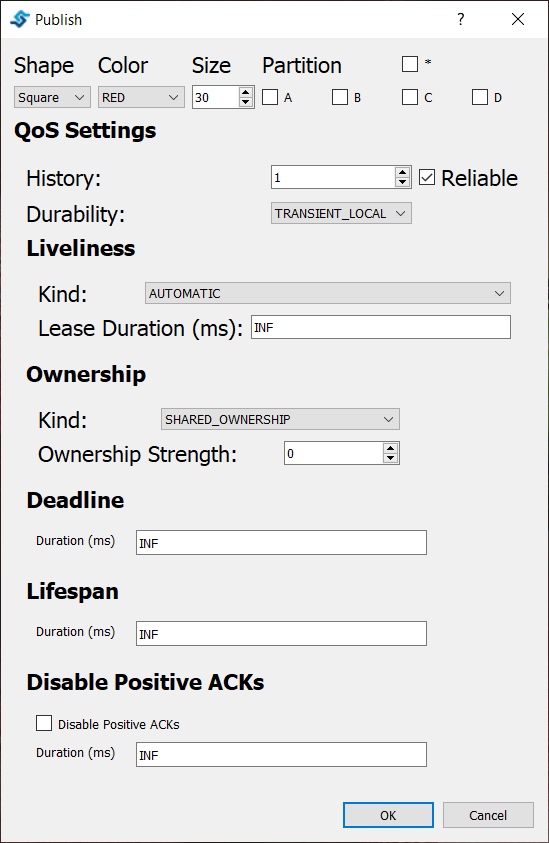 Publish ?
Shape Color Size Partition *
Square RED 30 A B C D
QoS Settings
History: 1 Reliable
Durability: TRANSIENT_LOCAL
Liveliness
Kind: AUTOMATIC
Lease Duration (ms): INF
Ownership
Kind: SHARED_OWNERSHIP
Ownership Strength: 0
Deadline
Duration (ms) INF
Lifespan
Duration (ms) INF
Disable Positive ACKs
Disable Positive ACKs
Duration (ms) INF
OK Cancel